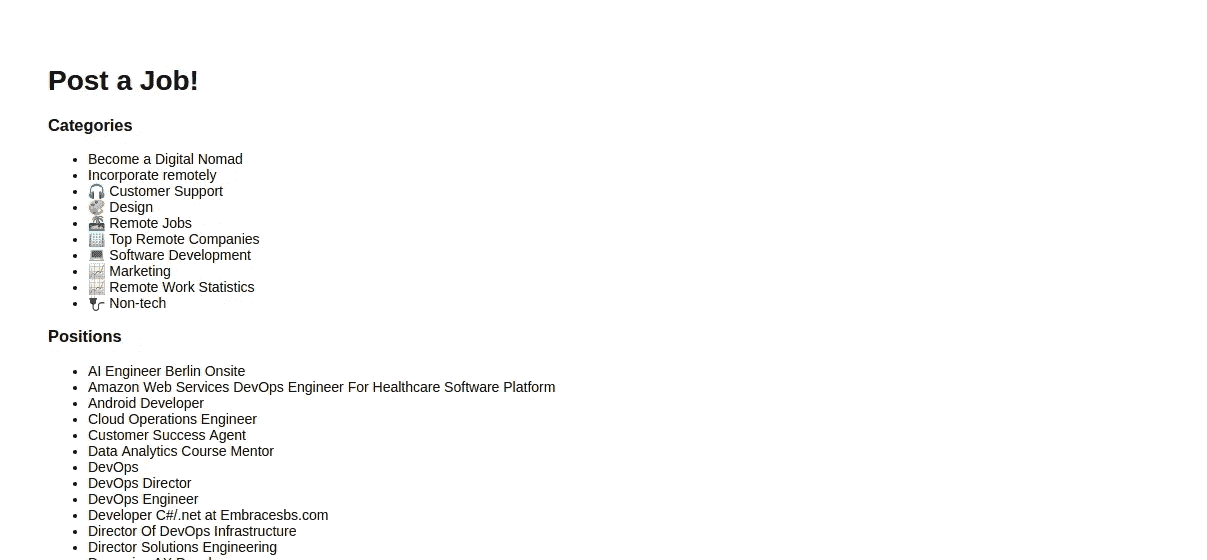 Post a Job!
Categories
Become a Digital Nomad
Incorporate remotely
🎧 Customer Support
🎨 Design
🏝 Remote Jobs
🏢 Top Remote Companies
💻 Software Development
📈 Marketing
📈 Remote Work Statistics
🔌 Non-tech
Positions
AI Engineer Berlin Onsite
Amazon Web Services DevOps Engineer For Healthcare Software Platform
Android Developer
Cloud Operations Engineer
Customer Success Agent
Data Analytics Course Mentor
DevOps
DevOps Director
DevOps Engineer
Developer C#/.net at Embracesbs.com
Director Of DevOps Infrastructure
Director Solutions Engineering